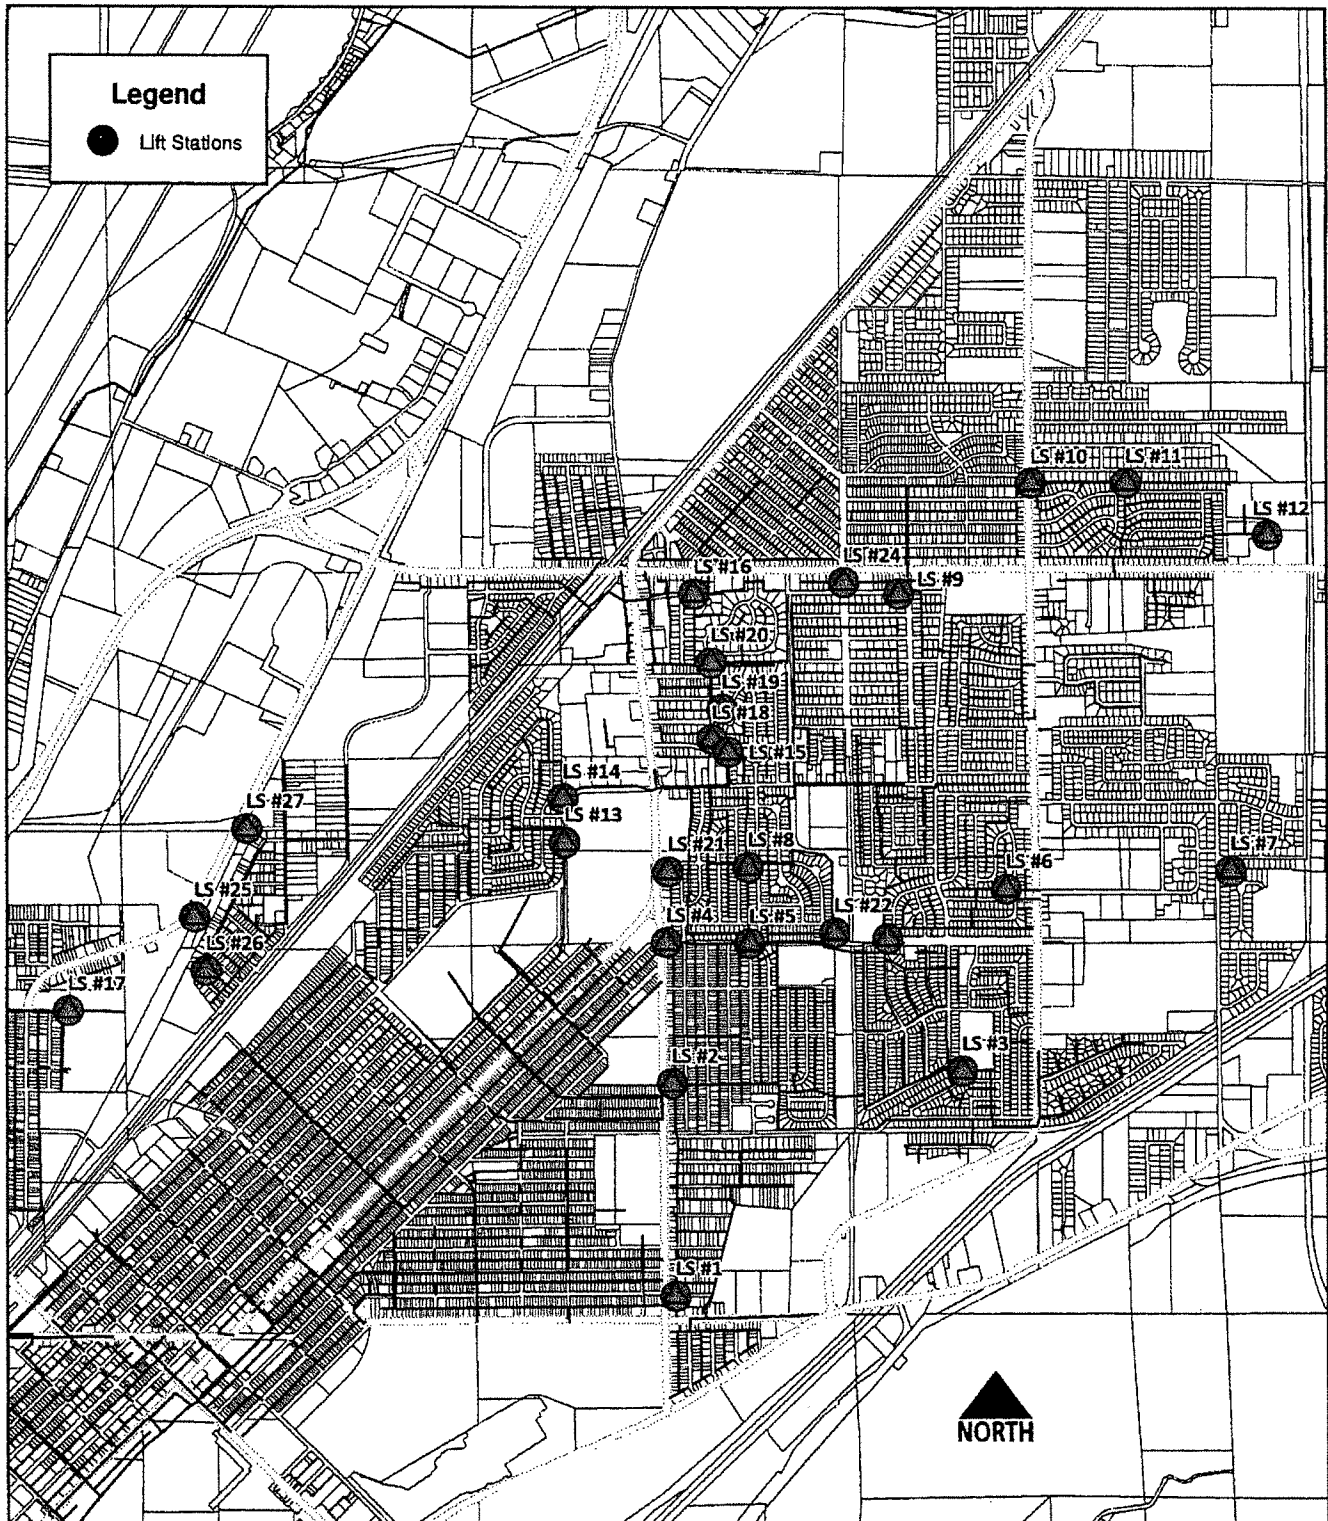 Legend
Lift Stations
LS #10
LS #11
LS #12
LS #24
LS #16
LS #9
LS #20
LS #19
LS #18
LS #15
LS #14
LS #13
LS #27
LS #21
LS #8
LS #7
LS #6
LS #25
LS #4
LS #5
LS #22
LS #26
LS #17
LS #2
LS #3
LS #1
NORTH